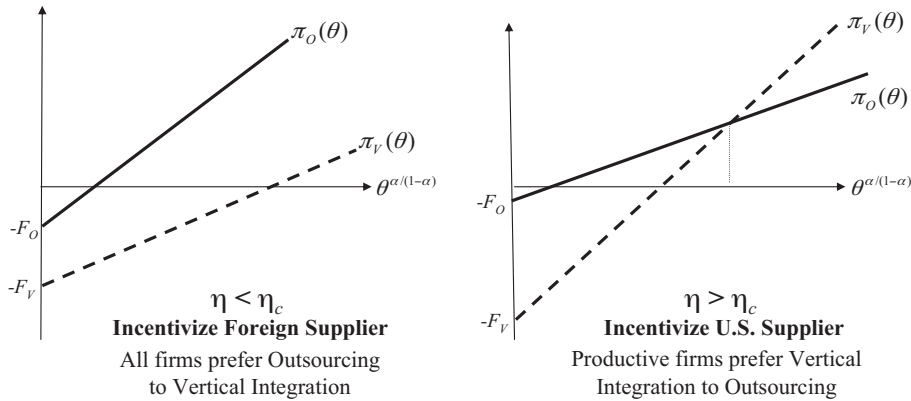 π_O(θ)
π_V(θ)
θ^{α/(1−α)}
-F_O
-F_V
η < η_c
Incentivize Foreign Supplier
All firms prefer Outsourcing
to Vertical Integration
π_V(θ)
π_O(θ)
θ^{α/(1−α)}
-F_O
-F_V
η > η_c
Incentivize U.S. Supplier
Productive firms prefer Vertical
Integration to Outsourcing